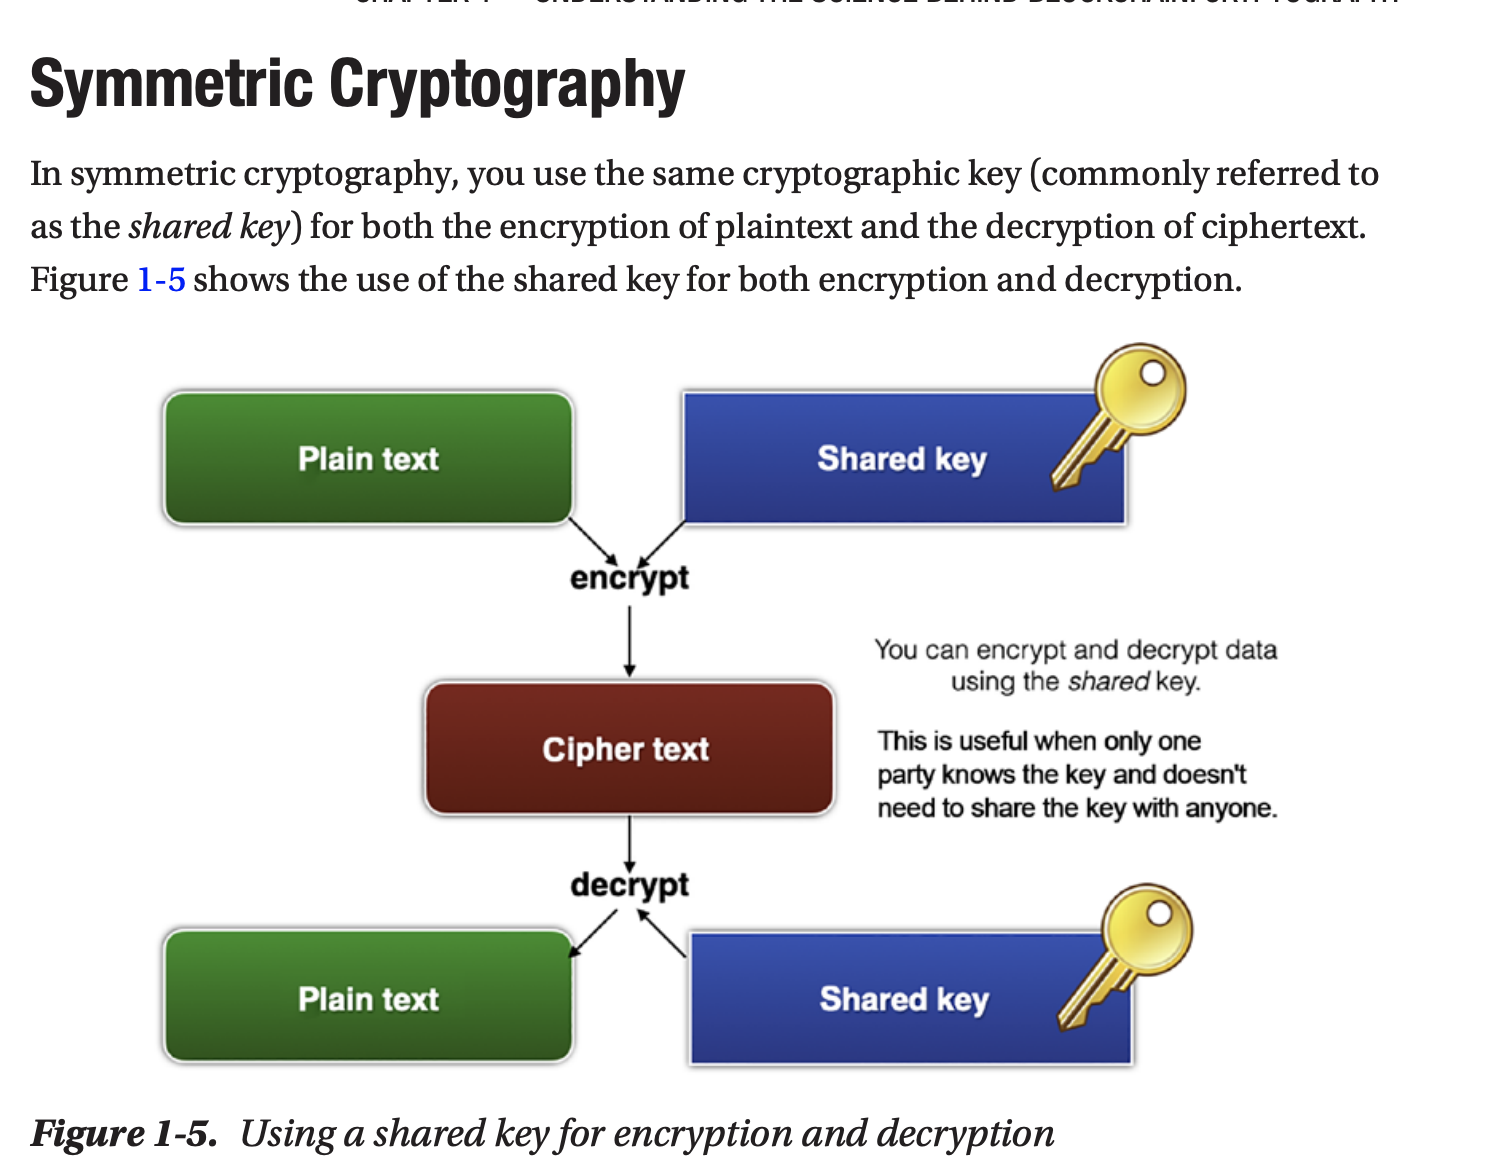 Symmetric Cryptography
In symmetric cryptography, you use the same cryptographic key (commonly referred to
as the shared key) for both the encryption of plaintext and the decryption of ciphertext.
Figure 1-5 shows the use of the shared key for both encryption and decryption.
Plain text
Shared key
encrypt
You can encrypt and decrypt data
using the shared key.
Cipher text
This is useful when only one
party knows the key and doesn't
need to share the key with anyone.
decrypt
Plain text
Shared key
Figure 1-5. Using a shared key for encryption and decryption